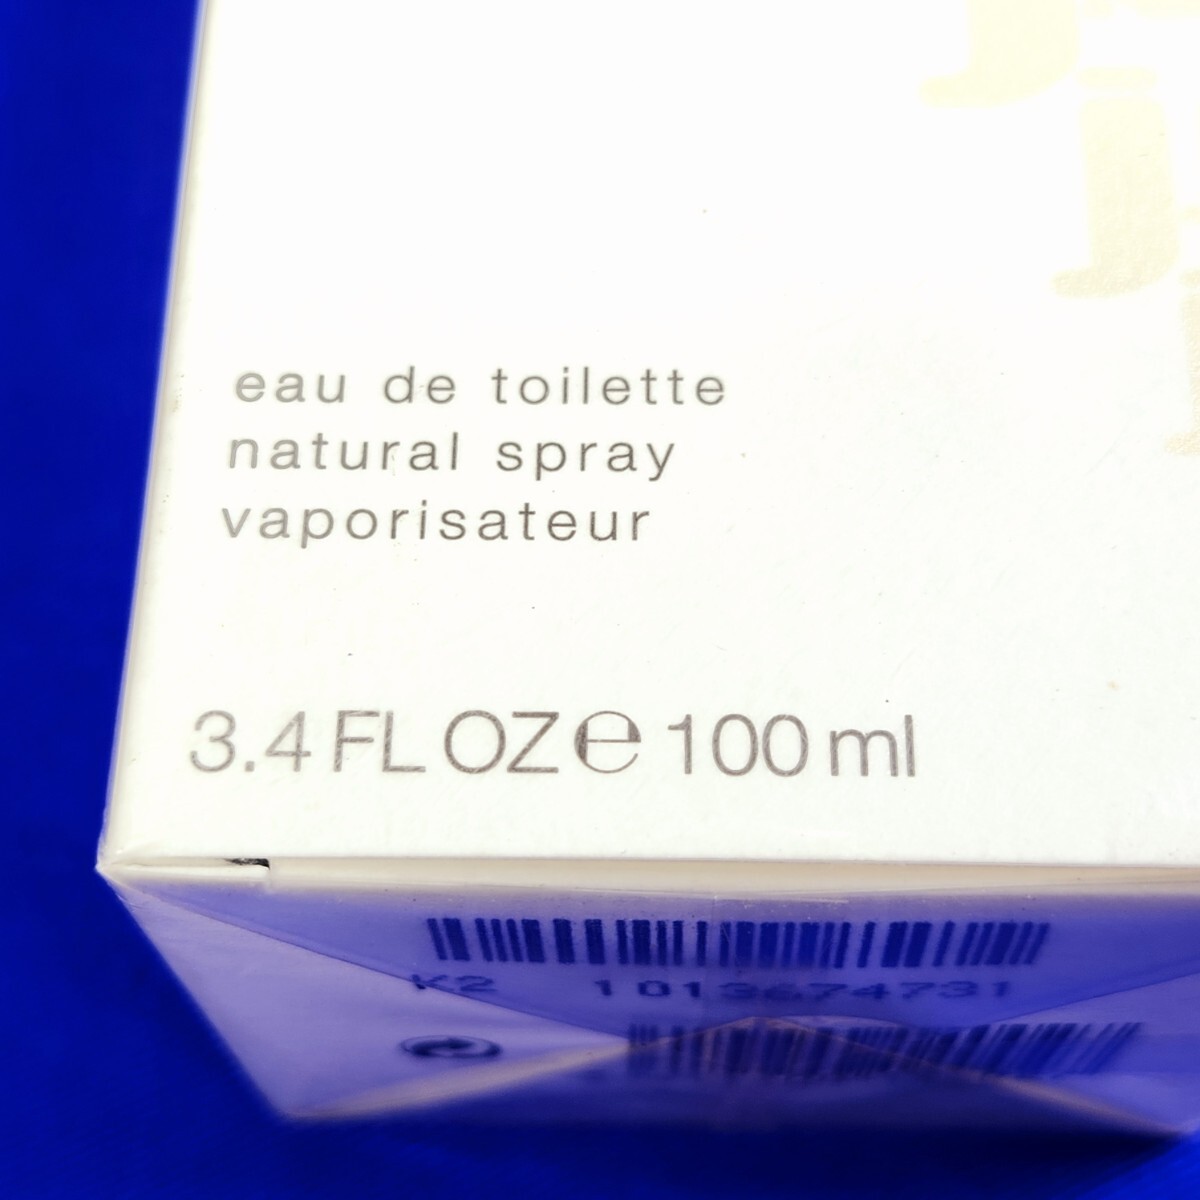 j
j
eau de toilette
natural spray
vaporisateur
3.4 FL OZ ℮ 100 ml
K2 1013674731